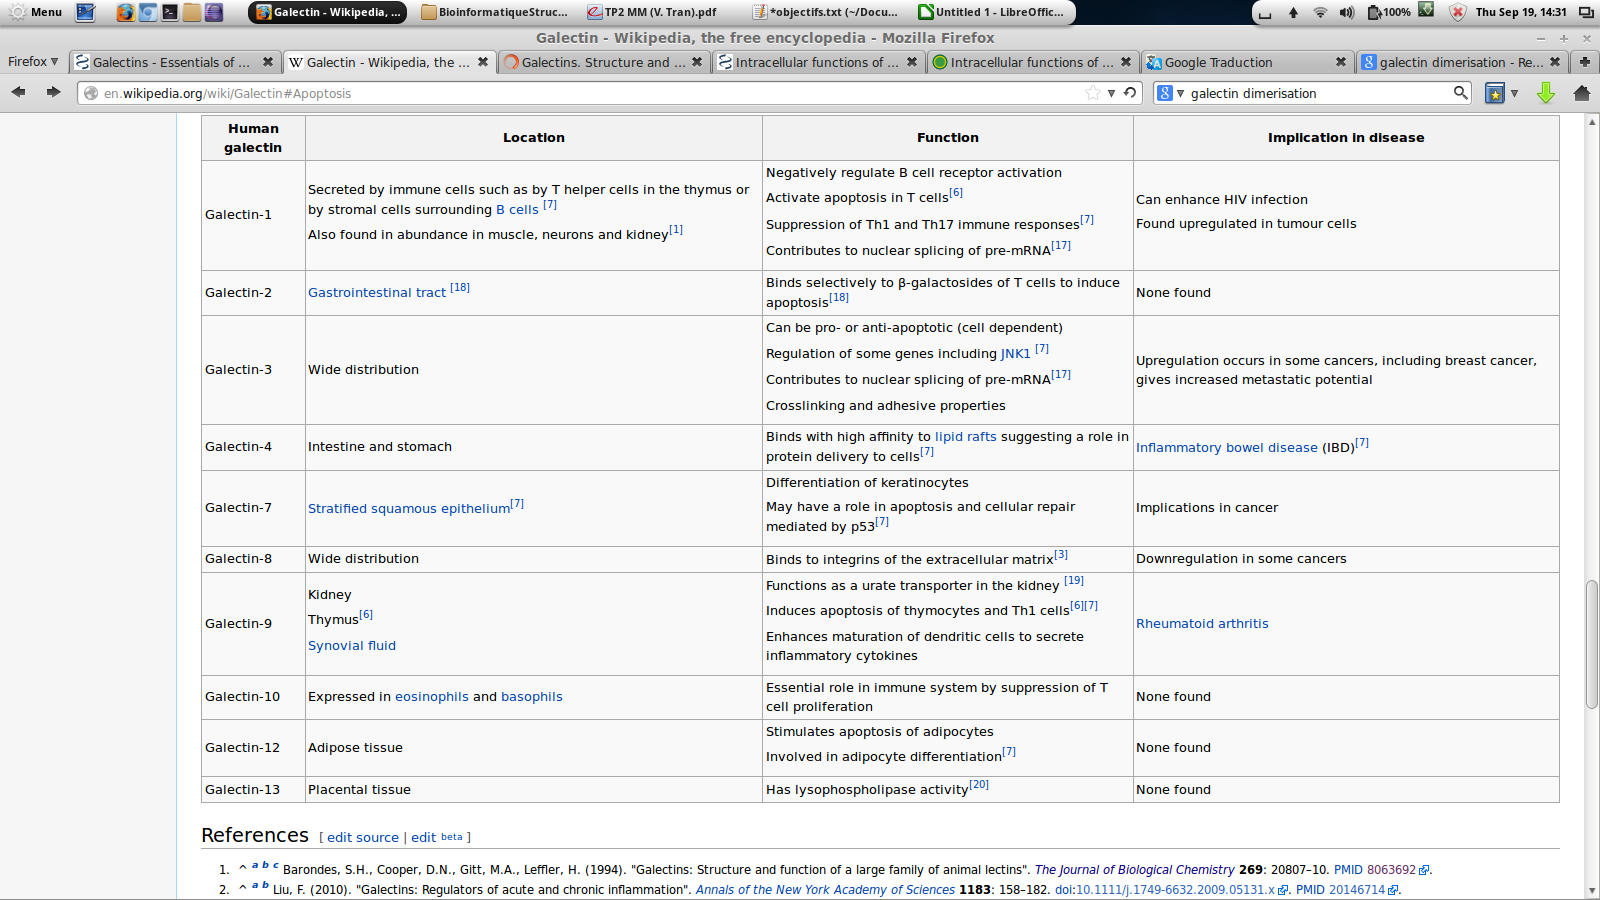 Menu Galectin - Wikipedia, ... BioinformatiqueStruc... TP2 MM (V. Tran).pdf *objectifs.txt (~/Docu... Untitled 1 - LibreOffic... 100% Thu Sep 19, 14:31
Galectin - Wikipedia, the free encyclopedia - Mozilla Firefox
Firefox Galectins - Essentials of ... Galectin - Wikipedia, the ... Galectins. Structure and ... Intracellular functions of ... Intracellular functions of ... Google Traduction galectin dimerisation - Re...
en.wikipedia.org/wiki/Galectin#Apoptosis galectin dimerisation
Human galectin Location Function Implication in disease
Galectin-1
Secreted by immune cells such as by T helper cells in the thymus or
by stromal cells surrounding B cells [7]
Also found in abundance in muscle, neurons and kidney[1]
Negatively regulate B cell receptor activation
Activate apoptosis in T cells[6]
Suppression of Th1 and Th17 immune responses[7]
Contributes to nuclear splicing of pre-mRNA[17]
Can enhance HIV infection
Found upregulated in tumour cells
Galectin-2
Gastrointestinal tract [18]
Binds selectively to β-galactosides of T cells to induce
apoptosis[18]
None found
Galectin-3
Wide distribution
Can be pro- or anti-apoptotic (cell dependent)
Regulation of some genes including JNK1 [7]
Contributes to nuclear splicing of pre-mRNA[17]
Crosslinking and adhesive properties
Upregulation occurs in some cancers, including breast cancer,
gives increased metastatic potential
Galectin-4
Intestine and stomach
Binds with high affinity to lipid rafts suggesting a role in
protein delivery to cells[7]
Inflammatory bowel disease (IBD)[7]
Galectin-7
Stratified squamous epithelium[7]
Differentiation of keratinocytes
May have a role in apoptosis and cellular repair
mediated by p53[7]
Implications in cancer
Galectin-8
Wide distribution
Binds to integrins of the extracellular matrix[3]
Downregulation in some cancers
Galectin-9
Kidney
Thymus[6]
Synovial fluid
Functions as a urate transporter in the kidney [19]
Induces apoptosis of thymocytes and Th1 cells[6][7]
Enhances maturation of dendritic cells to secrete
inflammatory cytokines
Rheumatoid arthritis
Galectin-10
Expressed in eosinophils and basophils
Essential role in immune system by suppression of T
cell proliferation
None found
Galectin-12
Adipose tissue
Stimulates apoptosis of adipocytes
Involved in adipocyte differentiation[7]
None found
Galectin-13
Placental tissue
Has lysophospholipase activity[20]
None found
References [ edit source | edit beta ]
1. ^ a b c Barondes, S.H., Cooper, D.N., Gitt, M.A., Leffler, H. (1994). "Galectins: Structure and function of a large family of animal lectins". The Journal of Biological Chemistry 269: 20807–10. PMID 8063692.
2. ^ a b Liu, F. (2010). "Galectins: Regulators of acute and chronic inflammation". Annals of the New York Academy of Sciences 1183: 158–182. doi:10.1111/j.1749-6632.2009.05131.x. PMID 20146714.